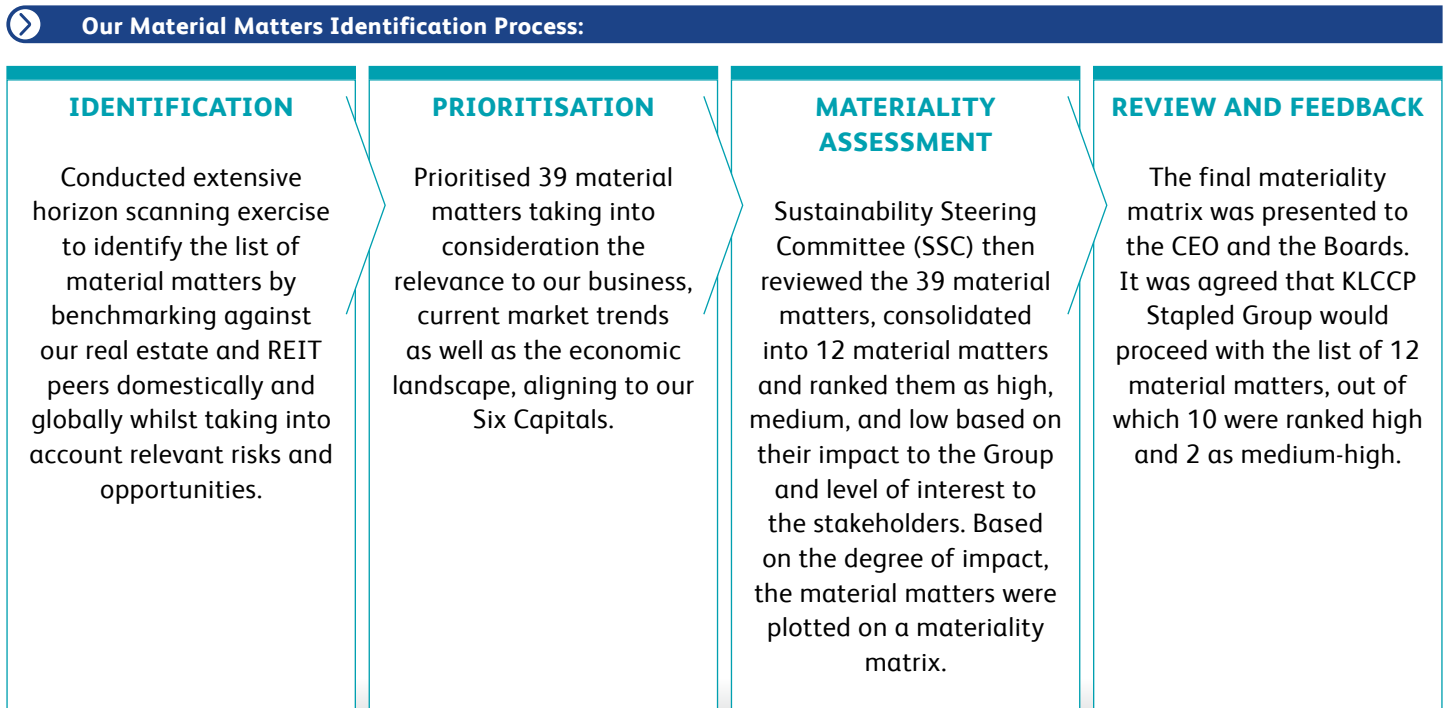 Our Material Matters Identification Process:
IDENTIFICATION
Conducted extensive
horizon scanning exercise
to identify the list of
material matters by
benchmarking against
our real estate and REIT
peers domestically and
globally whilst taking into
account relevant risks and
opportunities.
PRIORITISATION
Prioritised 39 material
matters taking into
consideration the
relevance to our business,
current market trends
as well as the economic
landscape, aligning to our
Six Capitals.
MATERIALITY
ASSESSMENT
Sustainability Steering
Committee (SSC) then
reviewed the 39 material
matters, consolidated
into 12 material matters
and ranked them as high,
medium, and low based on
their impact to the Group
and level of interest to
the stakeholders. Based
on the degree of impact,
the material matters were
plotted on a materiality
matrix.
REVIEW AND FEEDBACK
The final materiality
matrix was presented to
the CEO and the Boards.
It was agreed that KLCCP
Stapled Group would
proceed with the list of 12
material matters, out of
which 10 were ranked high
and 2 as medium-high.